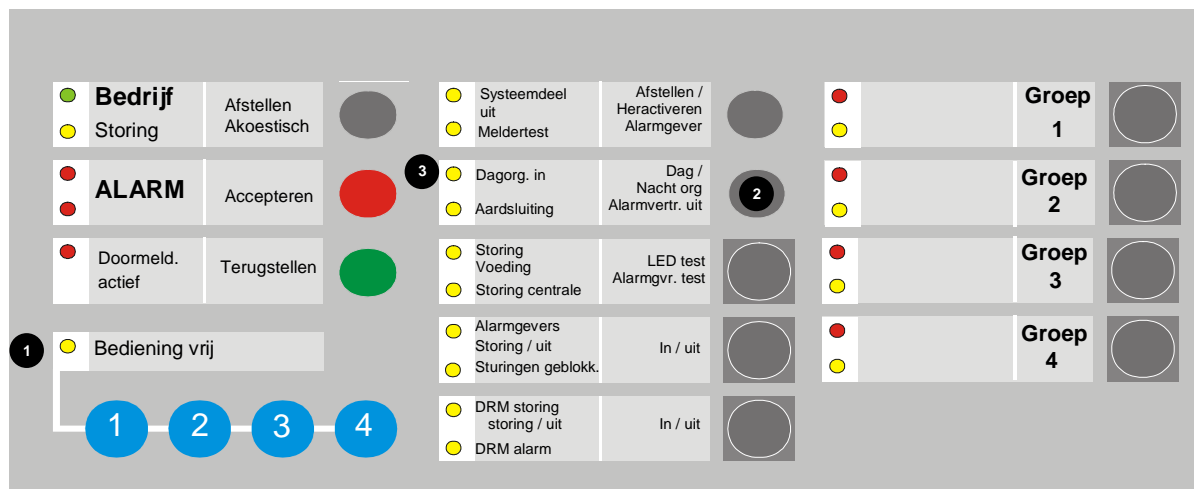 Bedrijf
Storing
Afstellen
Akoestisch
ALARM
Accepteren
Doormeld.
actief
Terugstellen
1
Bediening vrij
1 2 3 4
Systeemdeel
uit
Meldertest
Afstellen /
Heractiveren
Alarmgever
3
Dagorg. in
Aardsluiting
Dag /
Nacht org
Alarmvertr. uit
2
Storing
Voeding
Storing centrale
LED test
Alarmgvr. test
Alarmgevers
Storing / uit
Sturingen geblokk.
In / uit
DRM storing
storing / uit
DRM alarm
In / uit
Groep
1
Groep
2
Groep
3
Groep
4